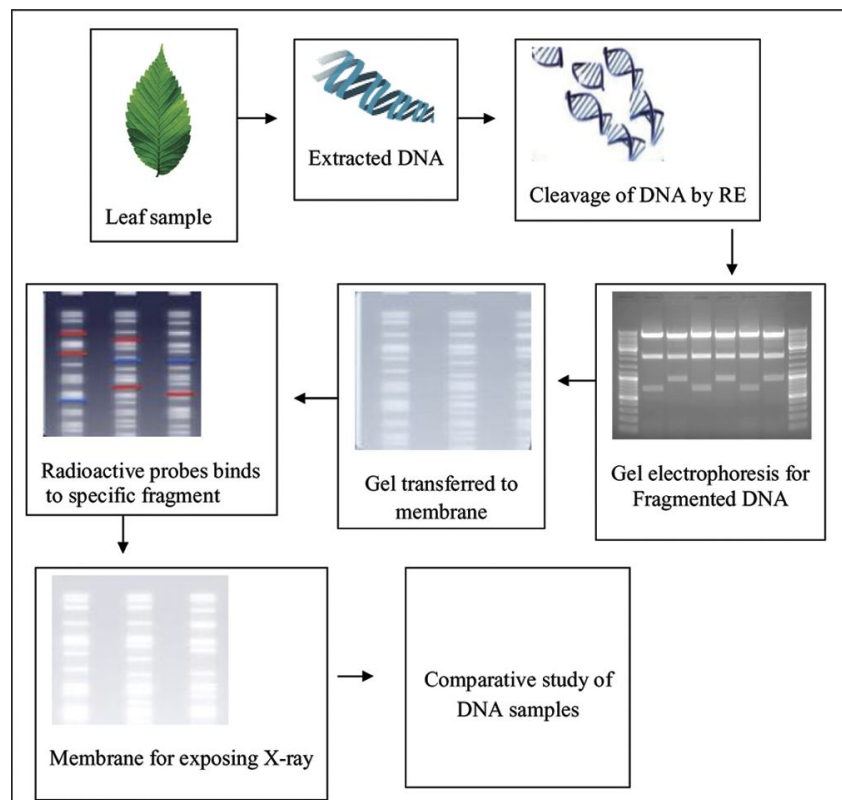 Leaf sample
Extracted DNA
Cleavage of DNA by RE
Gel electrophoresis for
Fragmented DNA
Gel transferred to
membrane
Radioactive probes binds
to specific fragment
Membrane for exposing X-ray
Comparative study of
DNA samples